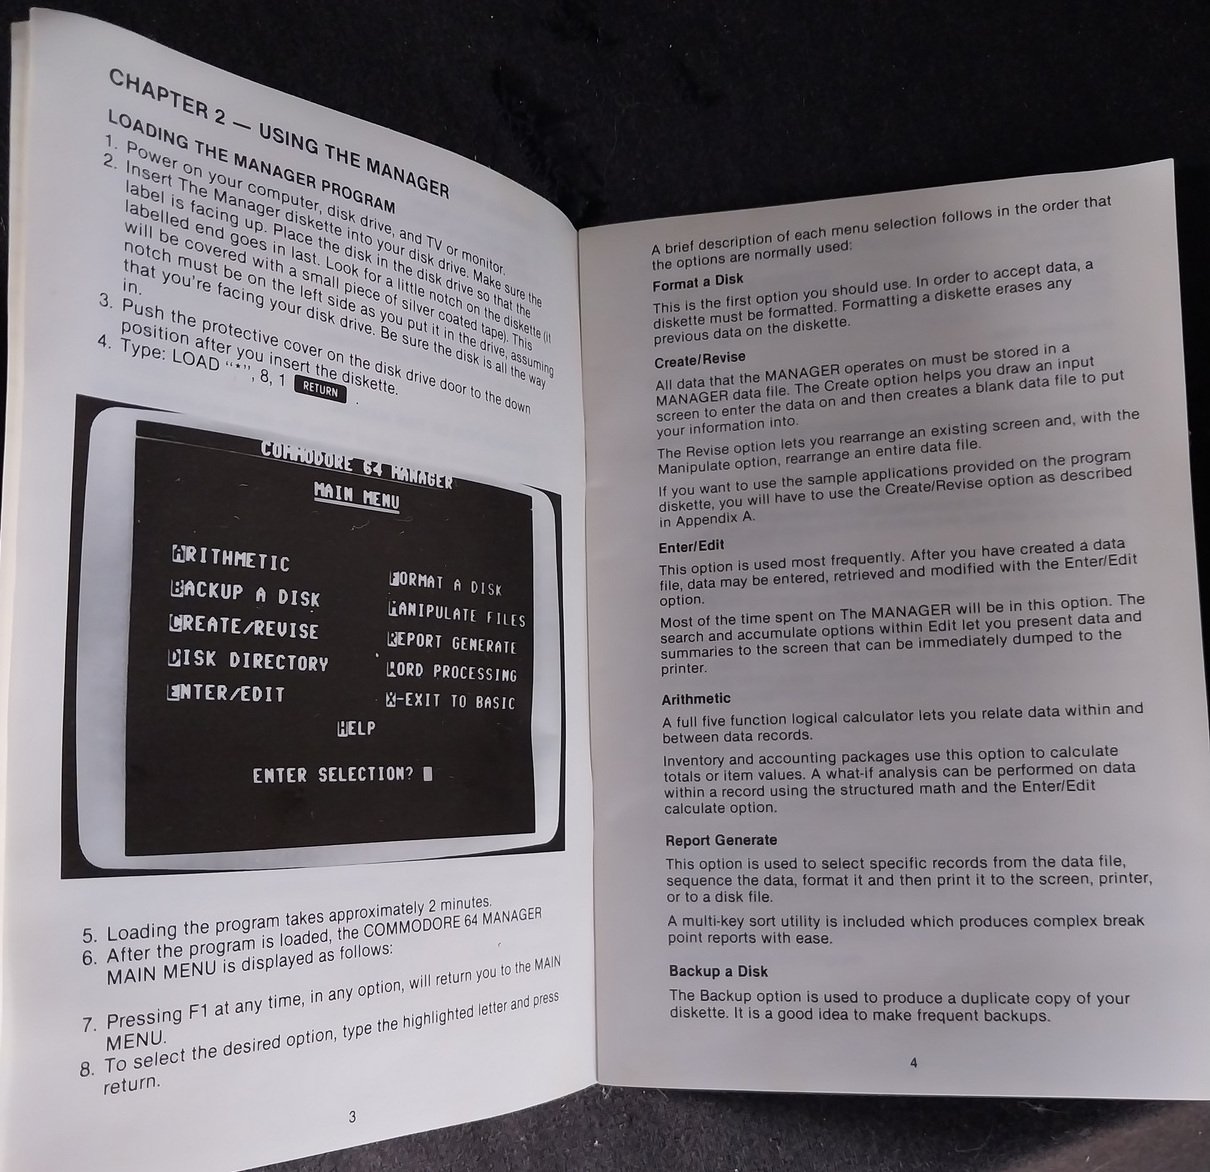 CHAPTER 2 — USING THE MANAGER
LOADING THE MANAGER PROGRAM
1. Power on your computer, disk drive, and TV or monitor.
2. Insert The Manager diskette into your disk drive. Make sure the
label is facing up. Place the disk in the disk drive so that the
labelled end goes in last. Look for a little notch on the diskette (it
will be covered with a small piece of silver coated tape). This
notch must be on the left side as you put it in the drive, assuming
that you're facing your disk drive. Be sure the disk is all the way
in.
3. Push the protective cover on the disk drive door to the down
position after you insert the diskette.
4. Type: LOAD "*", 8, 1 RETURN .
COMMODORE 64 MANAGER
MAIN MENU
ARITHMETIC
BACKUP A DISK
CREATE/REVISE
DISK DIRECTORY
ENTER/EDIT
FORMAT A DISK
MANIPULATE FILES
REPORT GENERATE
WORD PROCESSING
X-EXIT TO BASIC
HELP
ENTER SELECTION?
5. Loading the program takes approximately 2 minutes.
6. After the program is loaded, the COMMODORE 64 MANAGER
MAIN MENU is displayed as follows:
7. Pressing F1 at any time, in any option, will return you to the MAIN
MENU.
8. To select the desired option, type the highlighted letter and press
return.
3
A brief description of each menu selection follows in the order that
the options are normally used:
Format a Disk
This is the first option you should use. In order to accept data, a
diskette must be formatted. Formatting a diskette erases any
previous data on the diskette.
Create/Revise
All data that the MANAGER operates on must be stored in a
MANAGER data file. The Create option helps you draw an input
screen to enter the data on and then creates a blank data file to put
your information into.
The Revise option lets you rearrange an existing screen and, with the
Manipulate option, rearrange an entire data file.
If you want to use the sample applications provided on the program
diskette, you will have to use the Create/Revise option as described
in Appendix A.
Enter/Edit
This option is used most frequently. After you have created a data
file, data may be entered, retrieved and modified with the Enter/Edit
option.
Most of the time spent on The MANAGER will be in this option. The
search and accumulate options within Edit let you present data and
summaries to the screen that can be immediately dumped to the
printer.
Arithmetic
A full five function logical calculator lets you relate data within and
between data records.
Inventory and accounting packages use this option to calculate
totals or item values. A what-if analysis can be performed on data
within a record using the structured math and the Enter/Edit
calculate option.
Report Generate
This option is used to select specific records from the data file,
sequence the data, format it and then print it to the screen, printer,
or to a disk file.
A multi-key sort utility is included which produces complex break
point reports with ease.
Backup a Disk
The Backup option is used to produce a duplicate copy of your
diskette. It is a good idea to make frequent backups.
4